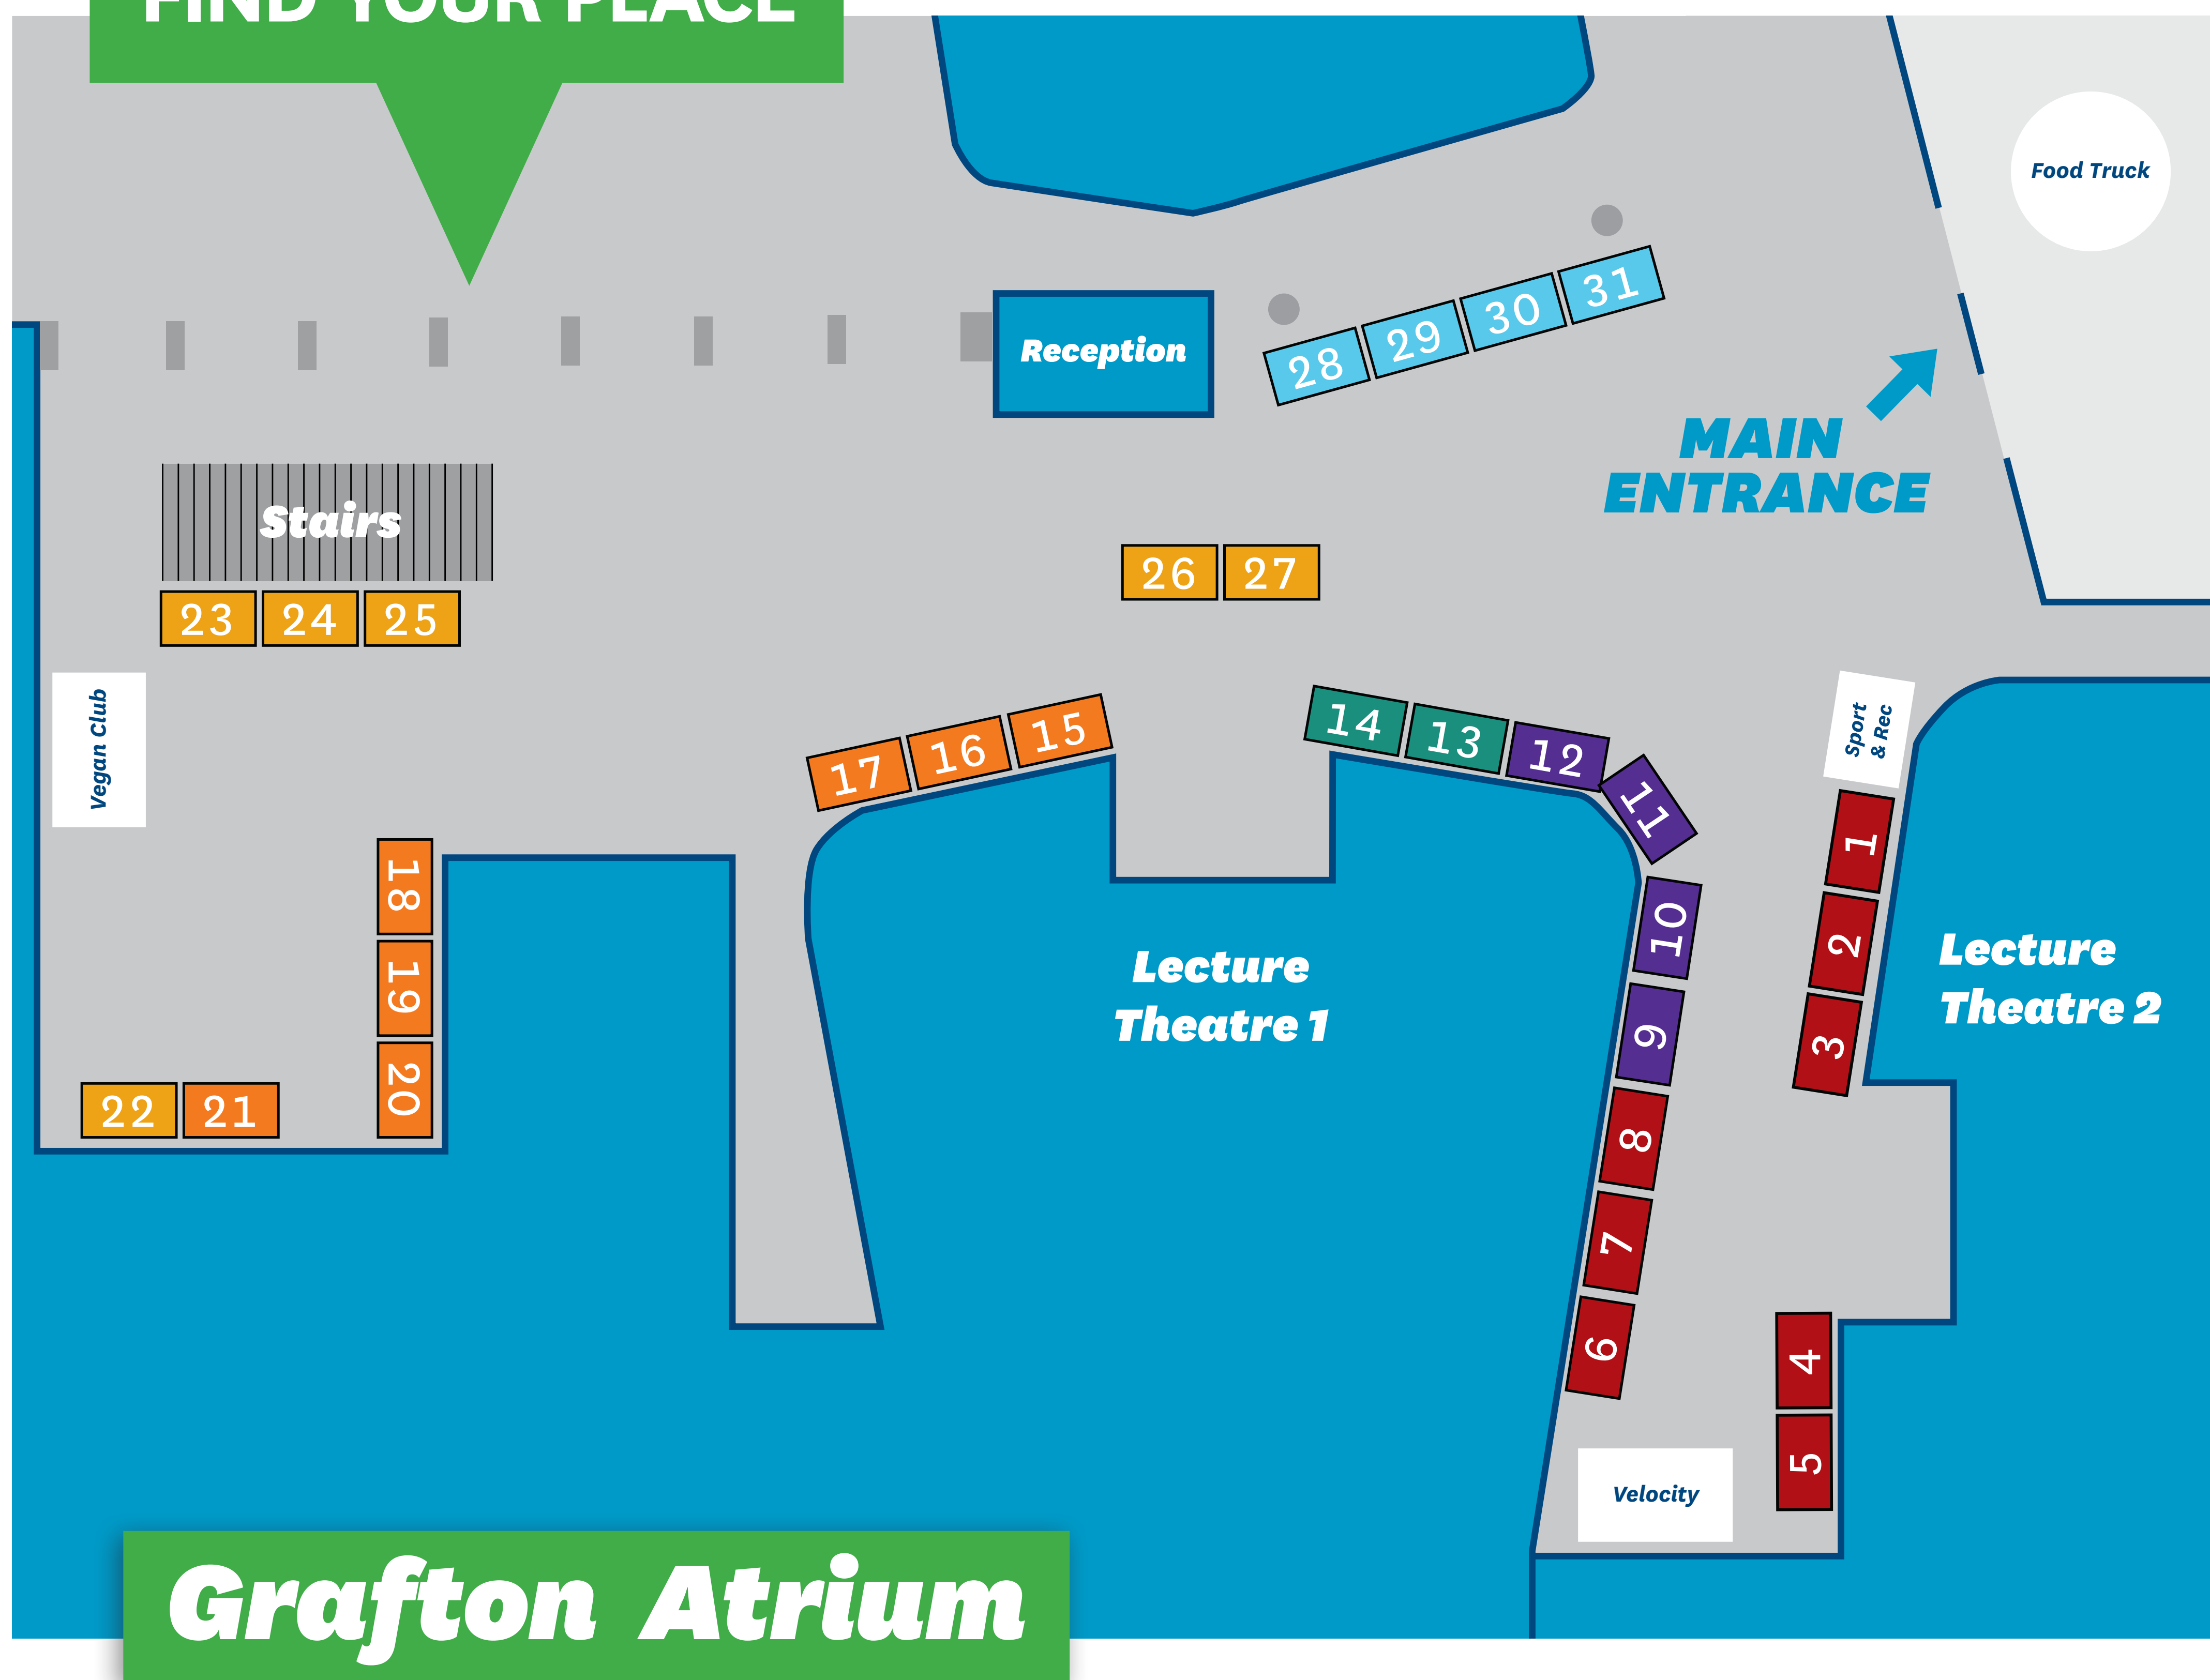 FIND YOUR PLACE
Food Truck
Reception
28 29 30 31
MAIN
ENTRANCE
Stairs
23 24 25
26 27
Vegan Club
17 16 15
14 13 12 11
Sport
& Rec
1
2
3
18
19
20
22 21
Lecture
Theatre 1
Lecture
Theatre 2
10
9
8
7
6
4
5
Velocity
Grafton Atrium